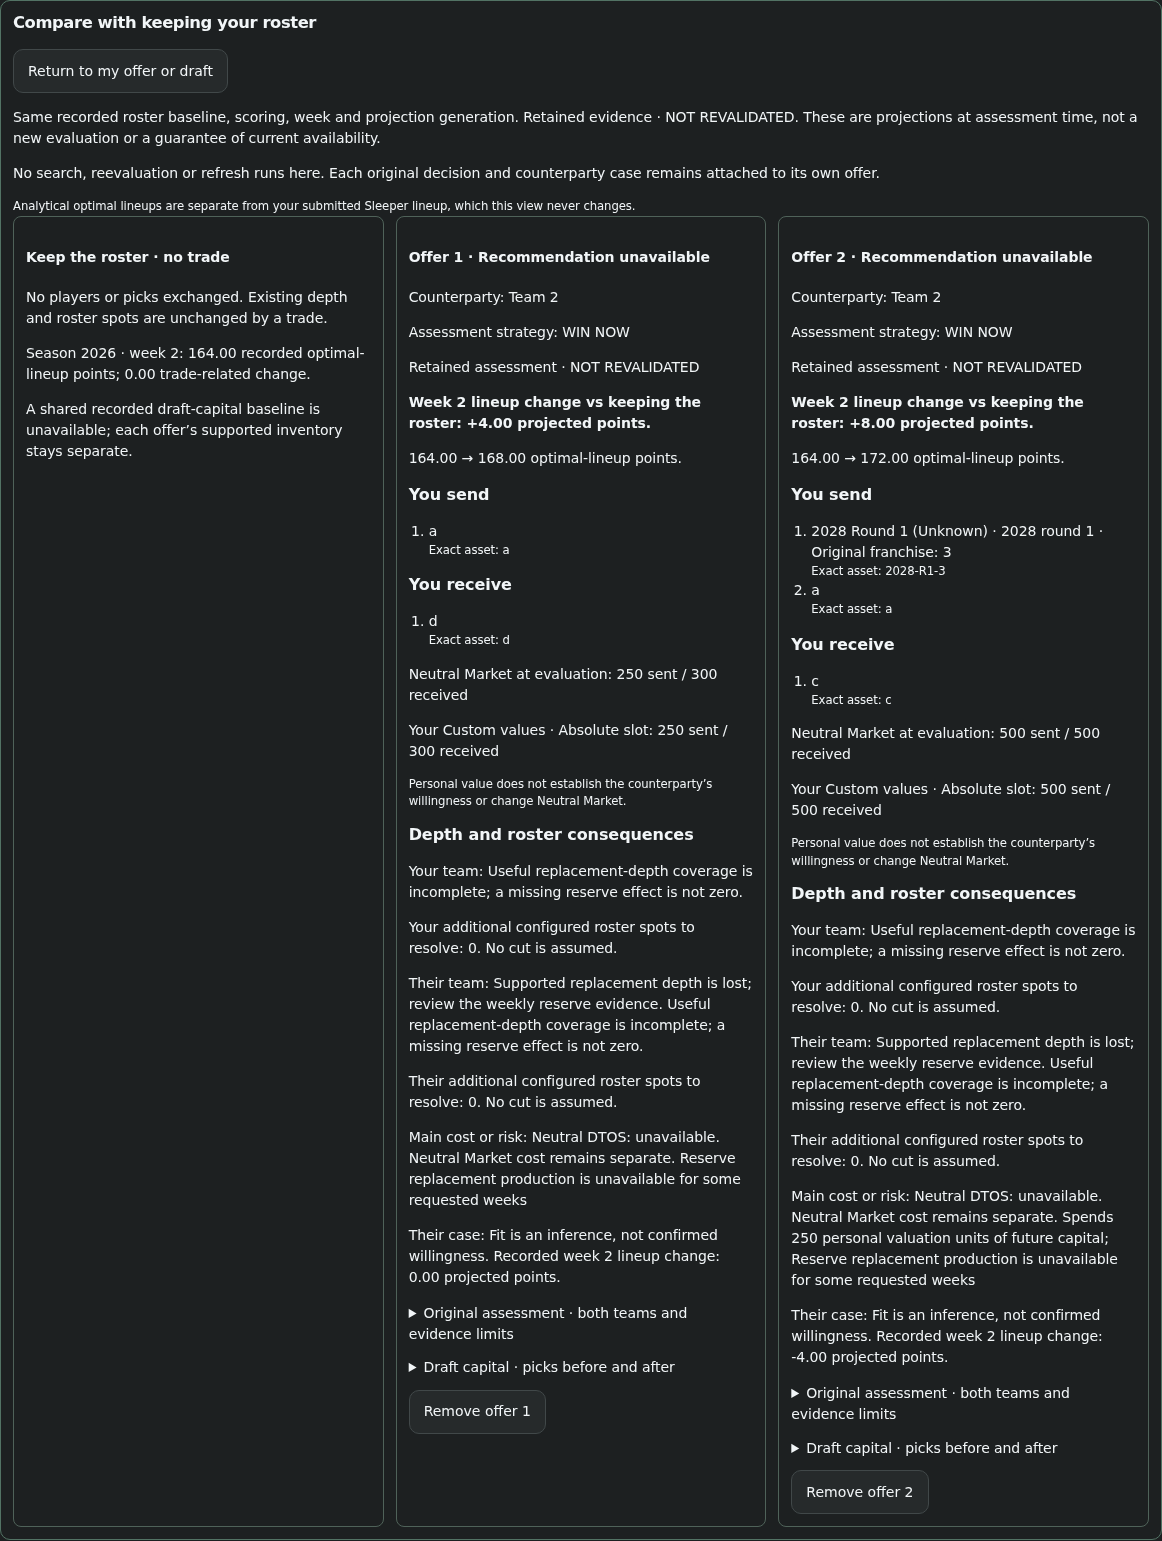 Compare with keeping your roster
Return to my offer or draft
Same recorded roster baseline, scoring, week and projection generation. Retained evidence · NOT REVALIDATED. These are projections at assessment time, not a
new evaluation or a guarantee of current availability.
No search, reevaluation or refresh runs here. Each original decision and counterparty case remains attached to its own offer.
Analytical optimal lineups are separate from your submitted Sleeper lineup, which this view never changes.
Keep the roster · no trade
No players or picks exchanged. Existing depth
and roster spots are unchanged by a trade.
Season 2026 · week 2: 164.00 recorded optimal-
lineup points; 0.00 trade-related change.
A shared recorded draft-capital baseline is
unavailable; each offer’s supported inventory
stays separate.
Offer 1 · Recommendation unavailable
Counterparty: Team 2
Assessment strategy: WIN NOW
Retained assessment · NOT REVALIDATED
Week 2 lineup change vs keeping the
roster: +4.00 projected points.
164.00 → 168.00 optimal-lineup points.
You send
1. a
Exact asset: a
You receive
1. d
Exact asset: d
Neutral Market at evaluation: 250 sent / 300
received
Your Custom values · Absolute slot: 250 sent /
300 received
Personal value does not establish the counterparty’s
willingness or change Neutral Market.
Depth and roster consequences
Your team: Useful replacement-depth coverage is
incomplete; a missing reserve effect is not zero.
Your additional configured roster spots to
resolve: 0. No cut is assumed.
Their team: Supported replacement depth is lost;
review the weekly reserve evidence. Useful
replacement-depth coverage is incomplete; a
missing reserve effect is not zero.
Their additional configured roster spots to
resolve: 0. No cut is assumed.
Main cost or risk: Neutral DTOS: unavailable.
Neutral Market cost remains separate. Reserve
replacement production is unavailable for some
requested weeks
Their case: Fit is an inference, not confirmed
willingness. Recorded week 2 lineup change:
0.00 projected points.
▶ Original assessment · both teams and
evidence limits
▶ Draft capital · picks before and after
Remove offer 1
Offer 2 · Recommendation unavailable
Counterparty: Team 2
Assessment strategy: WIN NOW
Retained assessment · NOT REVALIDATED
Week 2 lineup change vs keeping the
roster: +8.00 projected points.
164.00 → 172.00 optimal-lineup points.
You send
1. 2028 Round 1 (Unknown) · 2028 round 1 ·
Original franchise: 3
Exact asset: 2028-R1-3
2. a
Exact asset: a
You receive
1. c
Exact asset: c
Neutral Market at evaluation: 500 sent / 500
received
Your Custom values · Absolute slot: 500 sent /
500 received
Personal value does not establish the counterparty’s
willingness or change Neutral Market.
Depth and roster consequences
Your team: Useful replacement-depth coverage is
incomplete; a missing reserve effect is not zero.
Your additional configured roster spots to
resolve: 0. No cut is assumed.
Their team: Supported replacement depth is lost;
review the weekly reserve evidence. Useful
replacement-depth coverage is incomplete; a
missing reserve effect is not zero.
Their additional configured roster spots to
resolve: 0. No cut is assumed.
Main cost or risk: Neutral DTOS: unavailable.
Neutral Market cost remains separate. Spends
250 personal valuation units of future capital;
Reserve replacement production is unavailable
for some requested weeks
Their case: Fit is an inference, not confirmed
willingness. Recorded week 2 lineup change:
-4.00 projected points.
▶ Original assessment · both teams and
evidence limits
▶ Draft capital · picks before and after
Remove offer 2